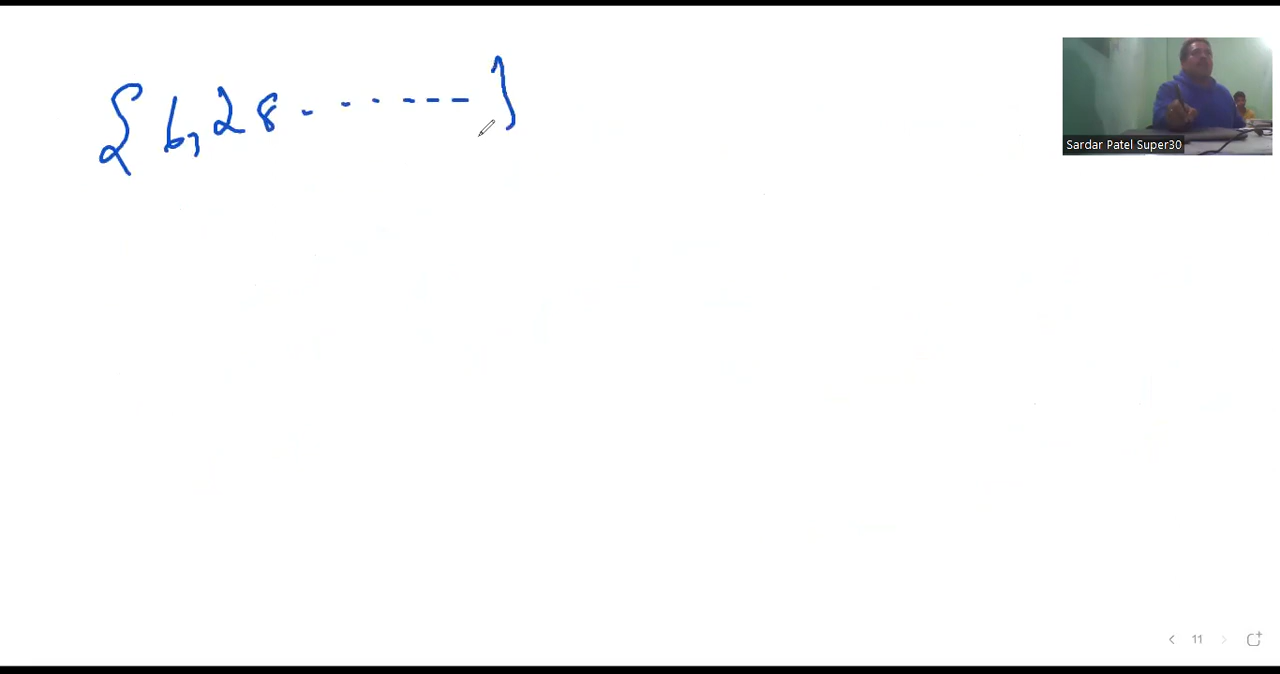 { 6, 28 - - - - - - - }
Sardar Patel Super30
11